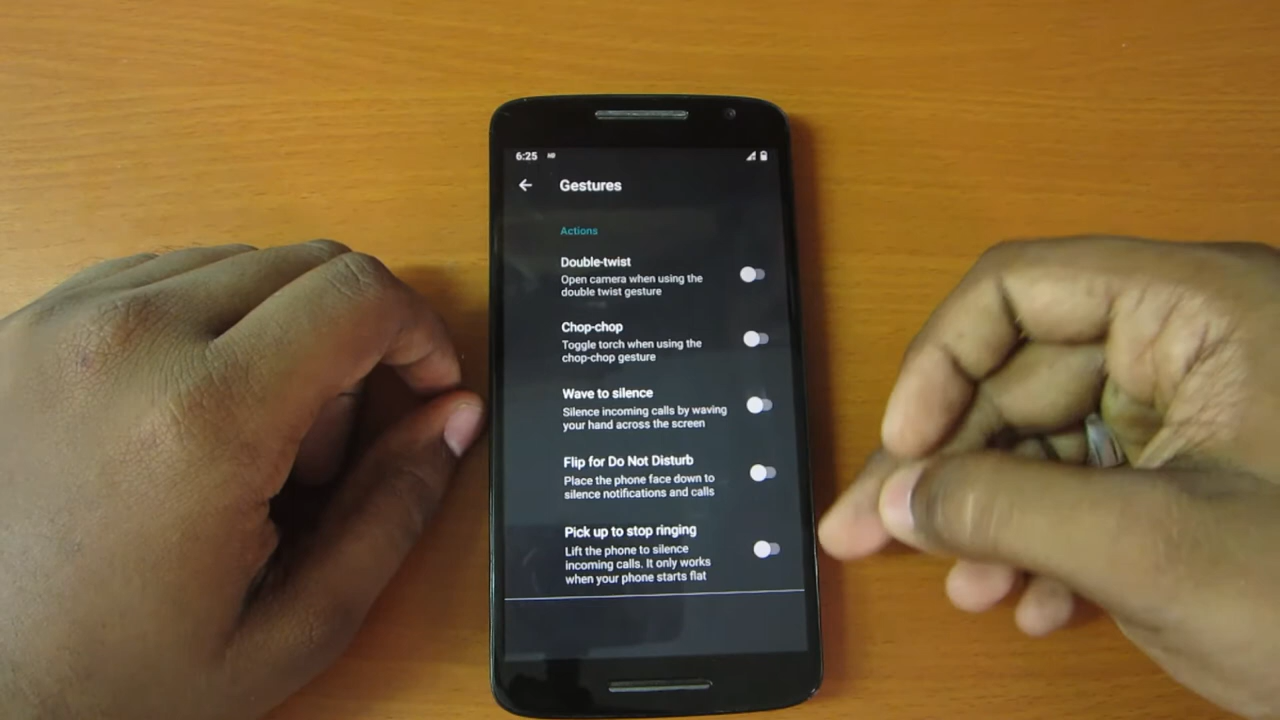 6:25 HD
Gestures
Actions
Double-twist
Open camera when using the
double twist gesture
Chop-chop
Toggle torch when using the
chop-chop gesture
Wave to silence
Silence incoming calls by waving
your hand across the screen
Flip for Do Not Disturb
Place the phone face down to
silence notifications and calls
Pick up to stop ringing
Lift the phone to silence
incoming calls. It only works
when your phone starts flat